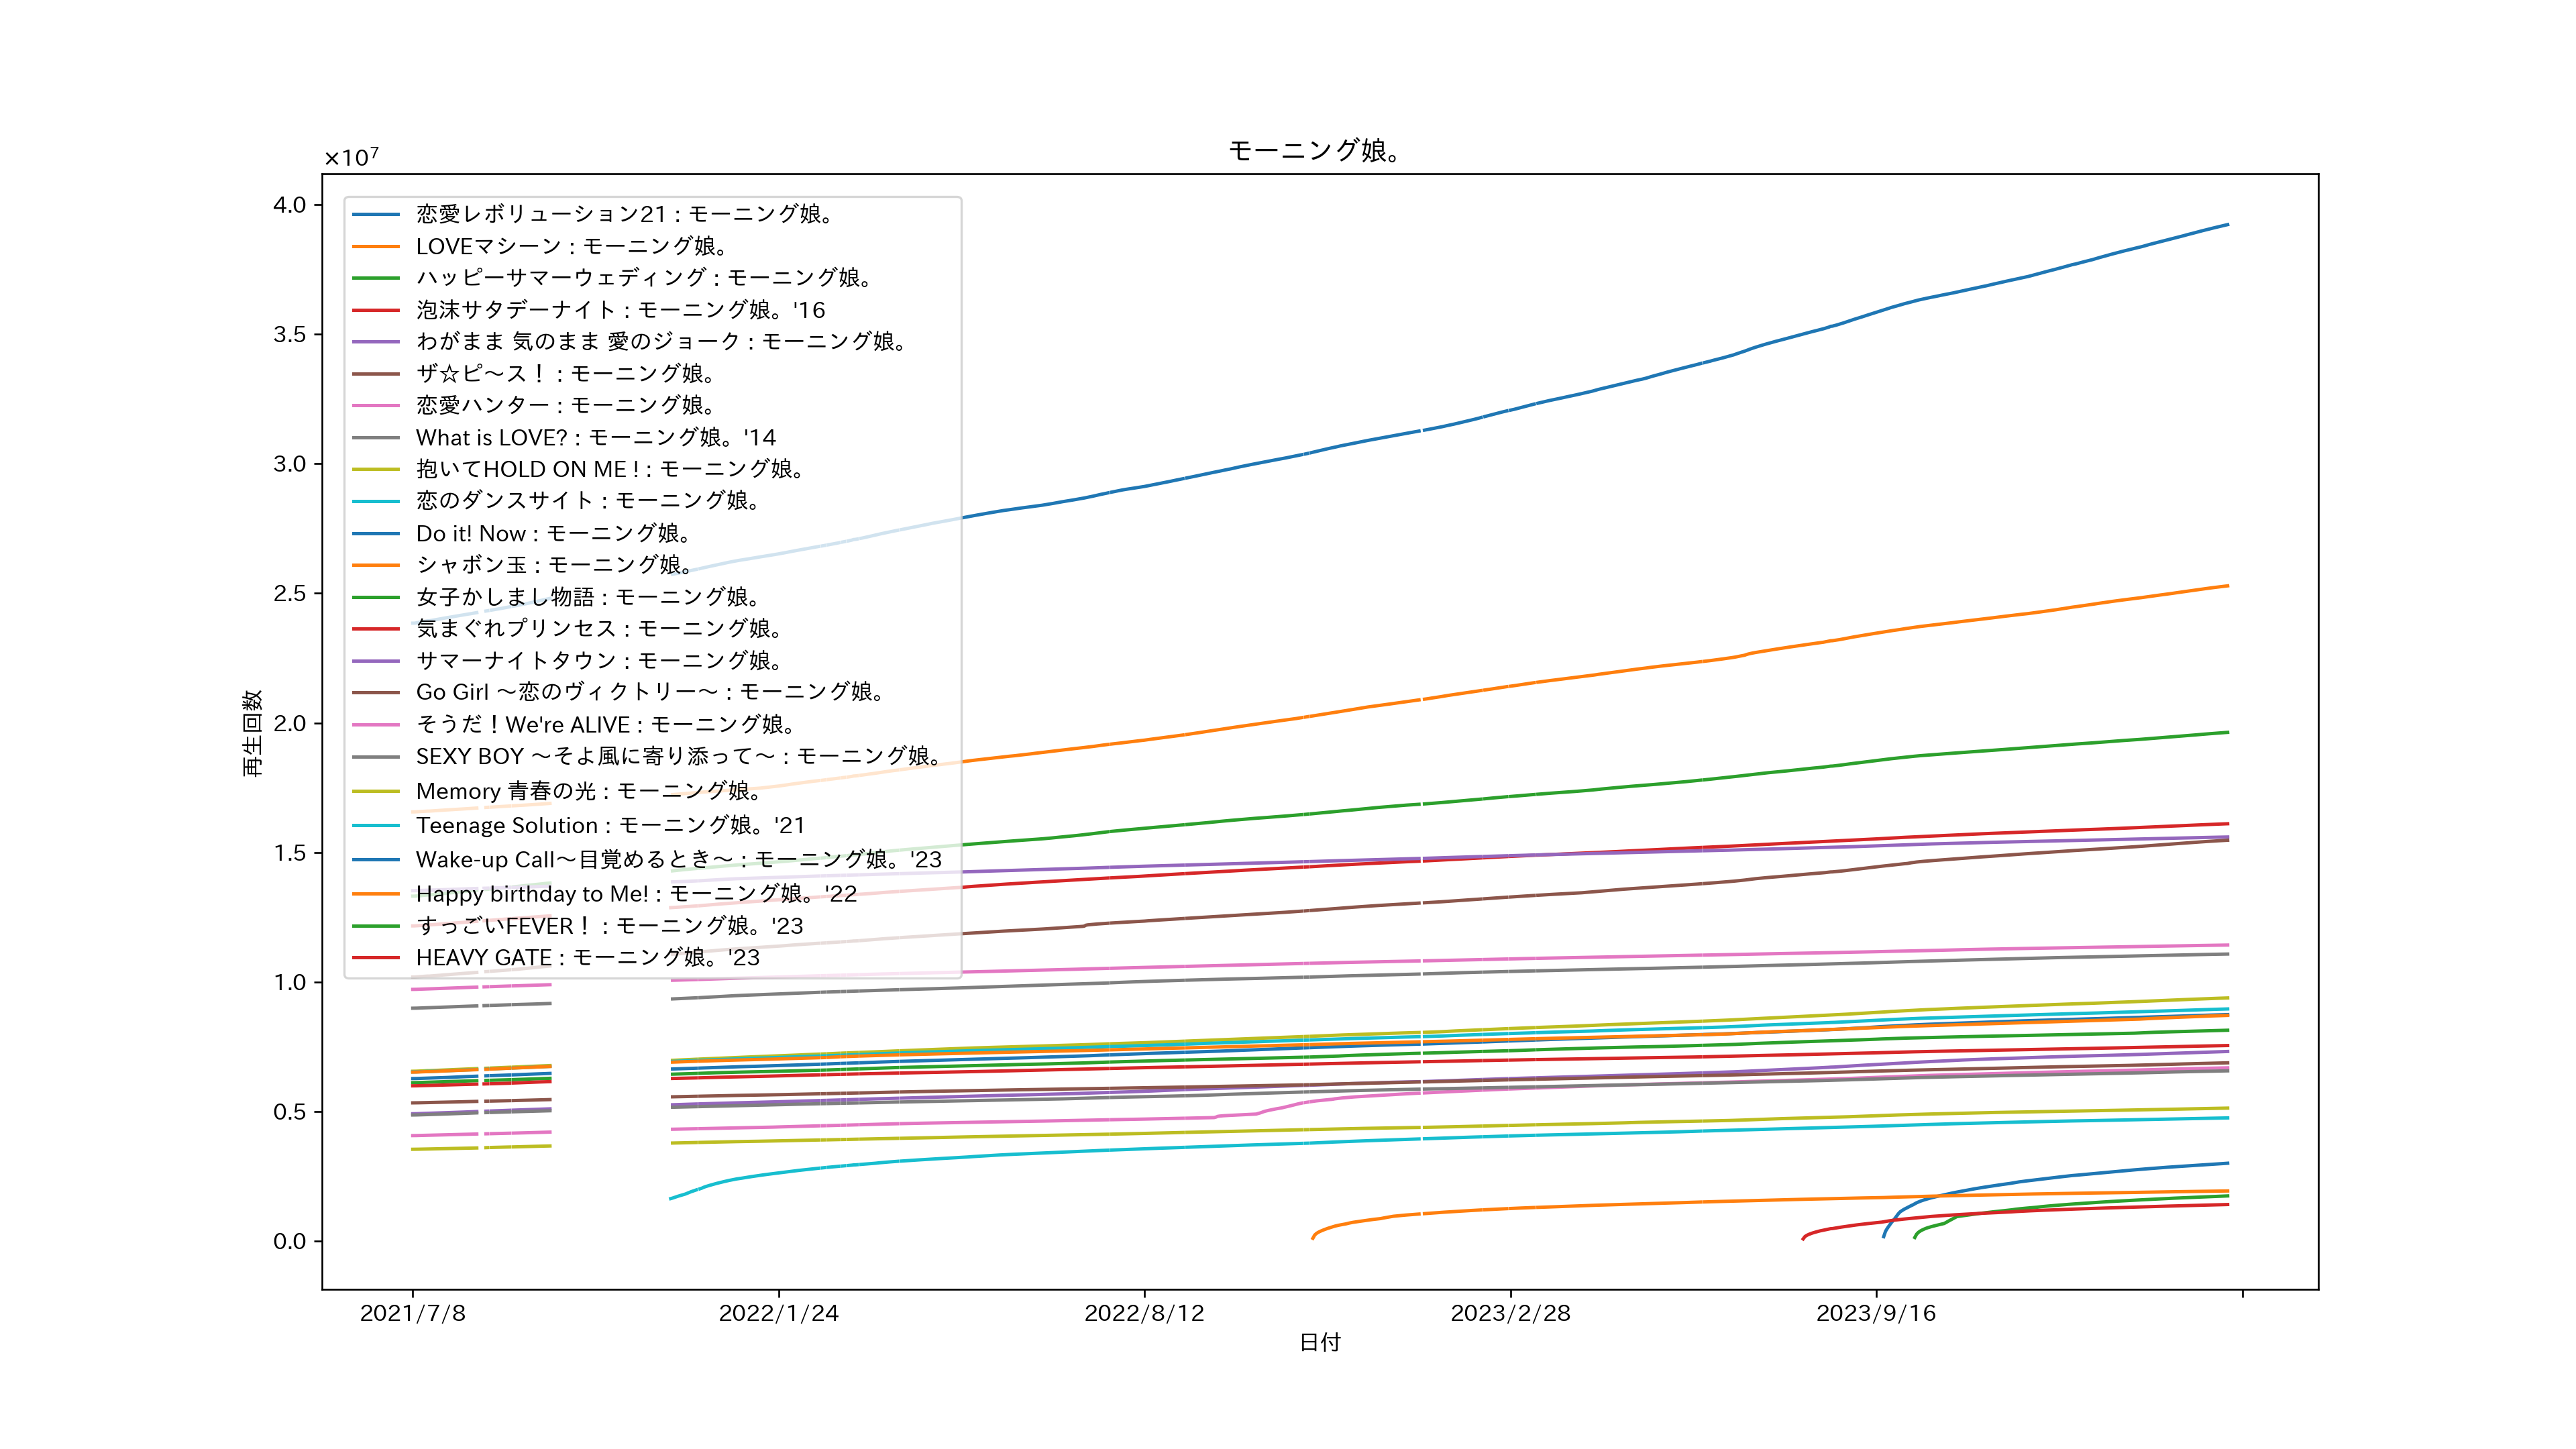 モーニング娘。
×10⁷
4.0
3.5
3.0
2.5
2.0
1.5
1.0
0.5
0.0
再生回数
恋愛レボリューション21 : モーニング娘。
LOVEマシーン : モーニング娘。
ハッピーサマーウェディング : モーニング娘。
泡沫サタデーナイト : モーニング娘。'16
わがまま 気のまま 愛のジョーク : モーニング娘。
ザ☆ピ〜ス！ : モーニング娘。
恋愛ハンター : モーニング娘。
What is LOVE? : モーニング娘。'14
抱いてHOLD ON ME ! : モーニング娘。
恋のダンスサイト : モーニング娘。
Do it! Now : モーニング娘。
シャボン玉 : モーニング娘。
女子かしまし物語 : モーニング娘。
気まぐれプリンセス : モーニング娘。
サマーナイトタウン : モーニング娘。
Go Girl 〜恋のヴィクトリー〜 : モーニング娘。
そうだ！We're ALIVE : モーニング娘。
SEXY BOY 〜そよ風に寄り添って〜 : モーニング娘。
Memory 青春の光 : モーニング娘。
Teenage Solution : モーニング娘。'21
Wake-up Call〜目覚めるとき〜 : モーニング娘。'23
Happy birthday to Me! : モーニング娘。'22
すっごいFEVER！ : モーニング娘。'23
HEAVY GATE : モーニング娘。'23
2021/7/8
2022/1/24
2022/8/12
2023/2/28
2023/9/16
日付